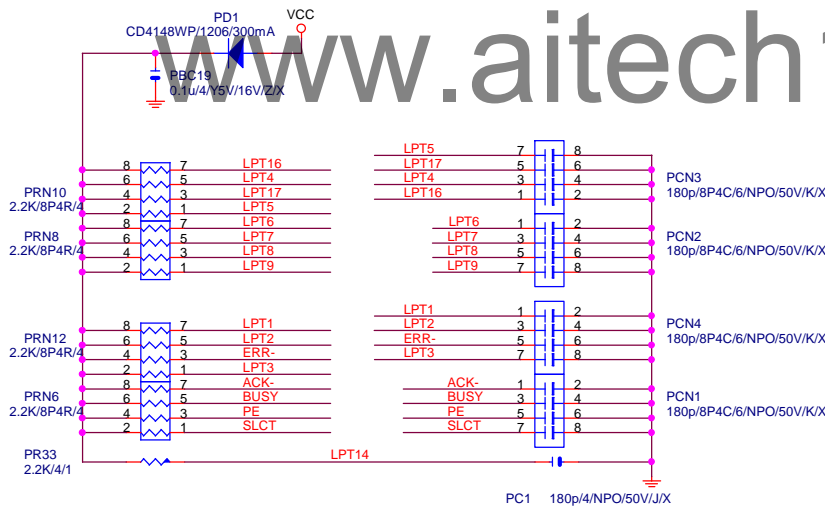 www.aitech1
PD1
CD4148WP/1206/300mA
VCC
PBC19
0.1u/4/Y5V/16V/Z/X
PRN10
2.2K/8P4R/4
8 7 LPT16
6 5 LPT4
4 3 LPT17
2 1 LPT5
PRN8
2.2K/8P4R/4
8 7 LPT6
6 5 LPT7
4 3 LPT8
2 1 LPT9
LPT5 7 8
LPT17 5 6
LPT4 3 4
LPT16 1 2
PCN3
180p/8P4C/6/NPO/50V/K/X
LPT6 1 2
LPT7 3 4
LPT8 5 6
LPT9 7 8
PCN2
180p/8P4C/6/NPO/50V/K/X
PRN12
2.2K/8P4R/4
8 7 LPT1
6 5 LPT2
4 3 ERR-
2 1 LPT3
PRN6
2.2K/8P4R/4
8 7 ACK-
6 5 BUSY
4 3 PE
2 1 SLCT
LPT1 1 2
LPT2 3 4
ERR- 5 6
LPT3 7 8
PCN4
180p/8P4C/6/NPO/50V/K/X
ACK- 1 2
BUSY 3 4
PE 5 6
SLCT 7 8
PCN1
180p/8P4C/6/NPO/50V/K/X
PR33
2.2K/4/1
LPT14
PC1 180p/4/NPO/50V/J/X